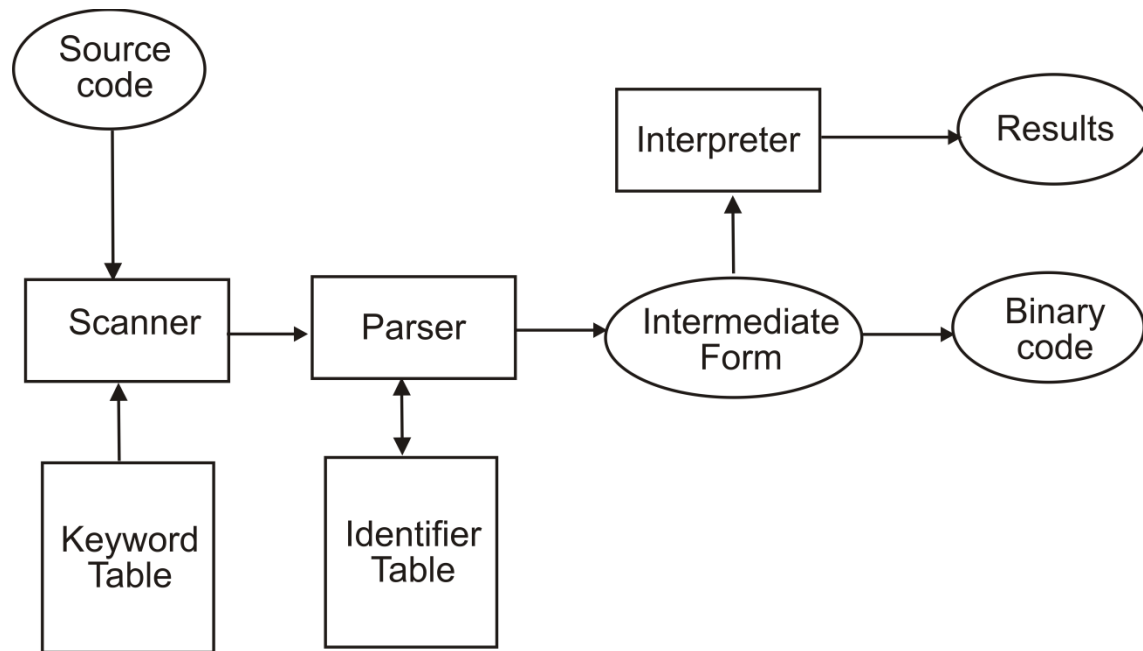 Source
code
Interpreter
Results
Scanner
Parser
Intermediate
Form
Binary
code
Keyword
Table
Identifier
Table